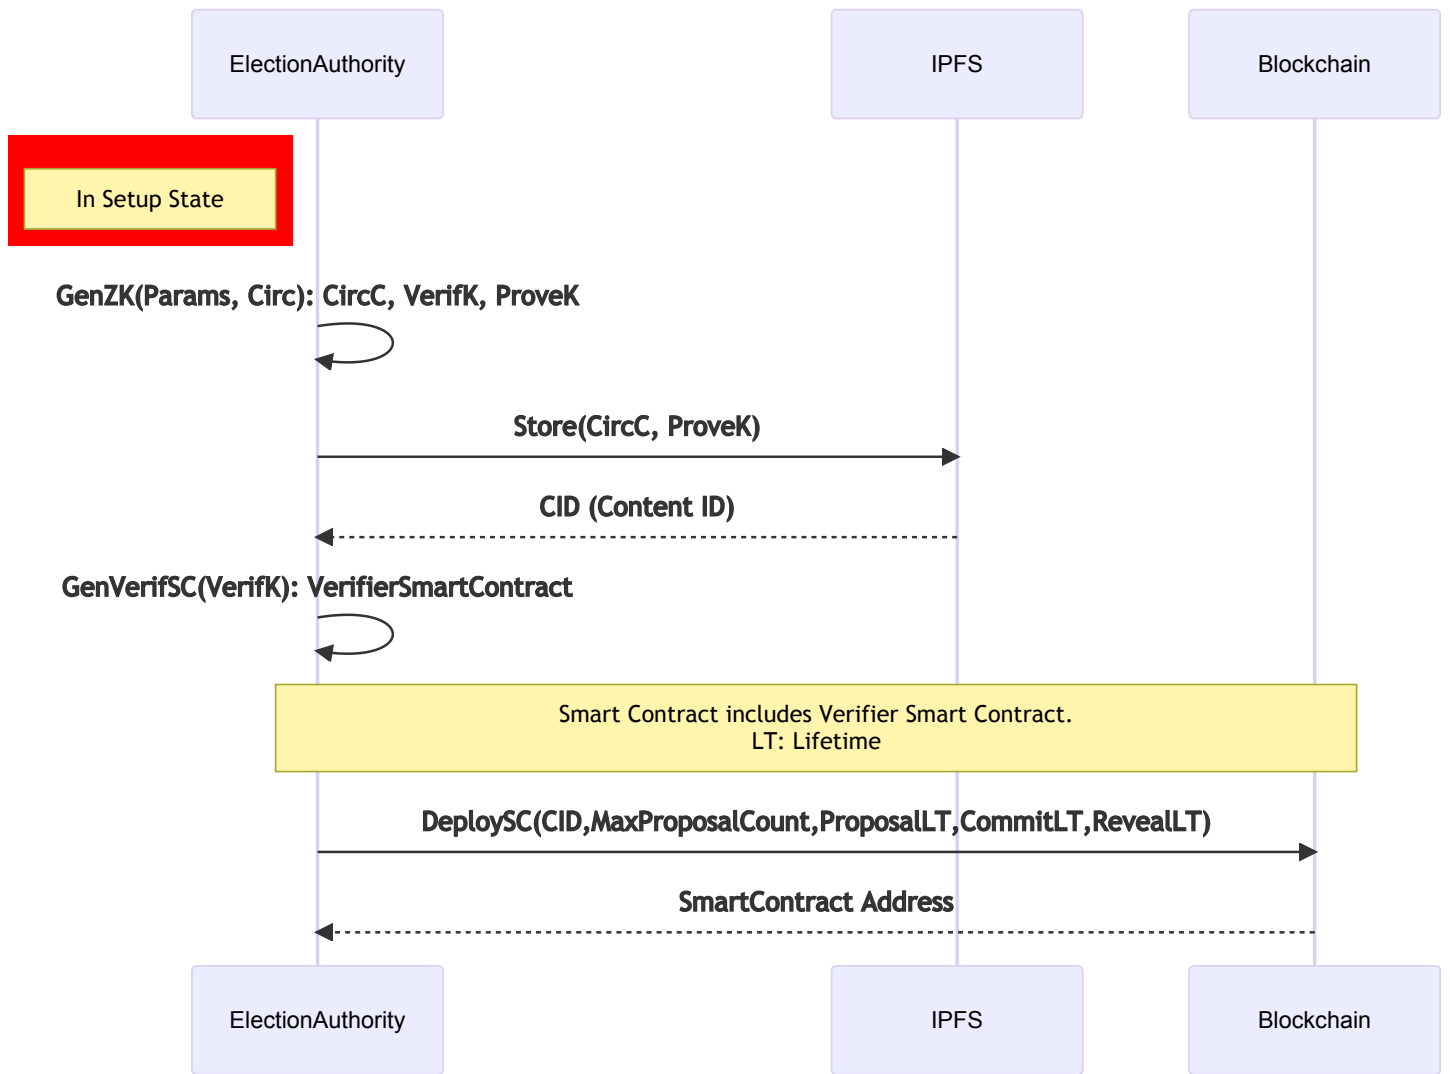 ElectionAuthority
IPFS
Blockchain
In Setup State
GenZK(Params, Circ): CircC, VerifK, ProveK
Store(CircC, ProveK)
CID (Content ID)
GenVerifSC(VerifK): VerifierSmartContract
Smart Contract includes Verifier Smart Contract.
LT: Lifetime
DeploySC(CID,MaxProposalCount,ProposalLT,CommitLT,RevealLT)
SmartContract Address
ElectionAuthority
IPFS
Blockchain